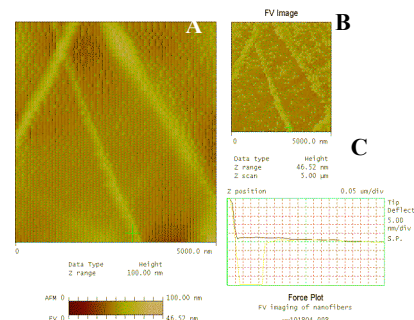 A
0
5000.0 nm
Data Type
Height
Z range
100.00 nm
AFM 0
100.00 nm
FV 0
46.52 nm
FV Image
B
0
5000.0 nm
Data type
Height
Z range
46.52 nm
Z scan
5.00 µm
C
Z position
0.05 µm/div
Tip
Deflect
5.00
nm/div
S.P.
Force Plot
FV imaging of nanofibers